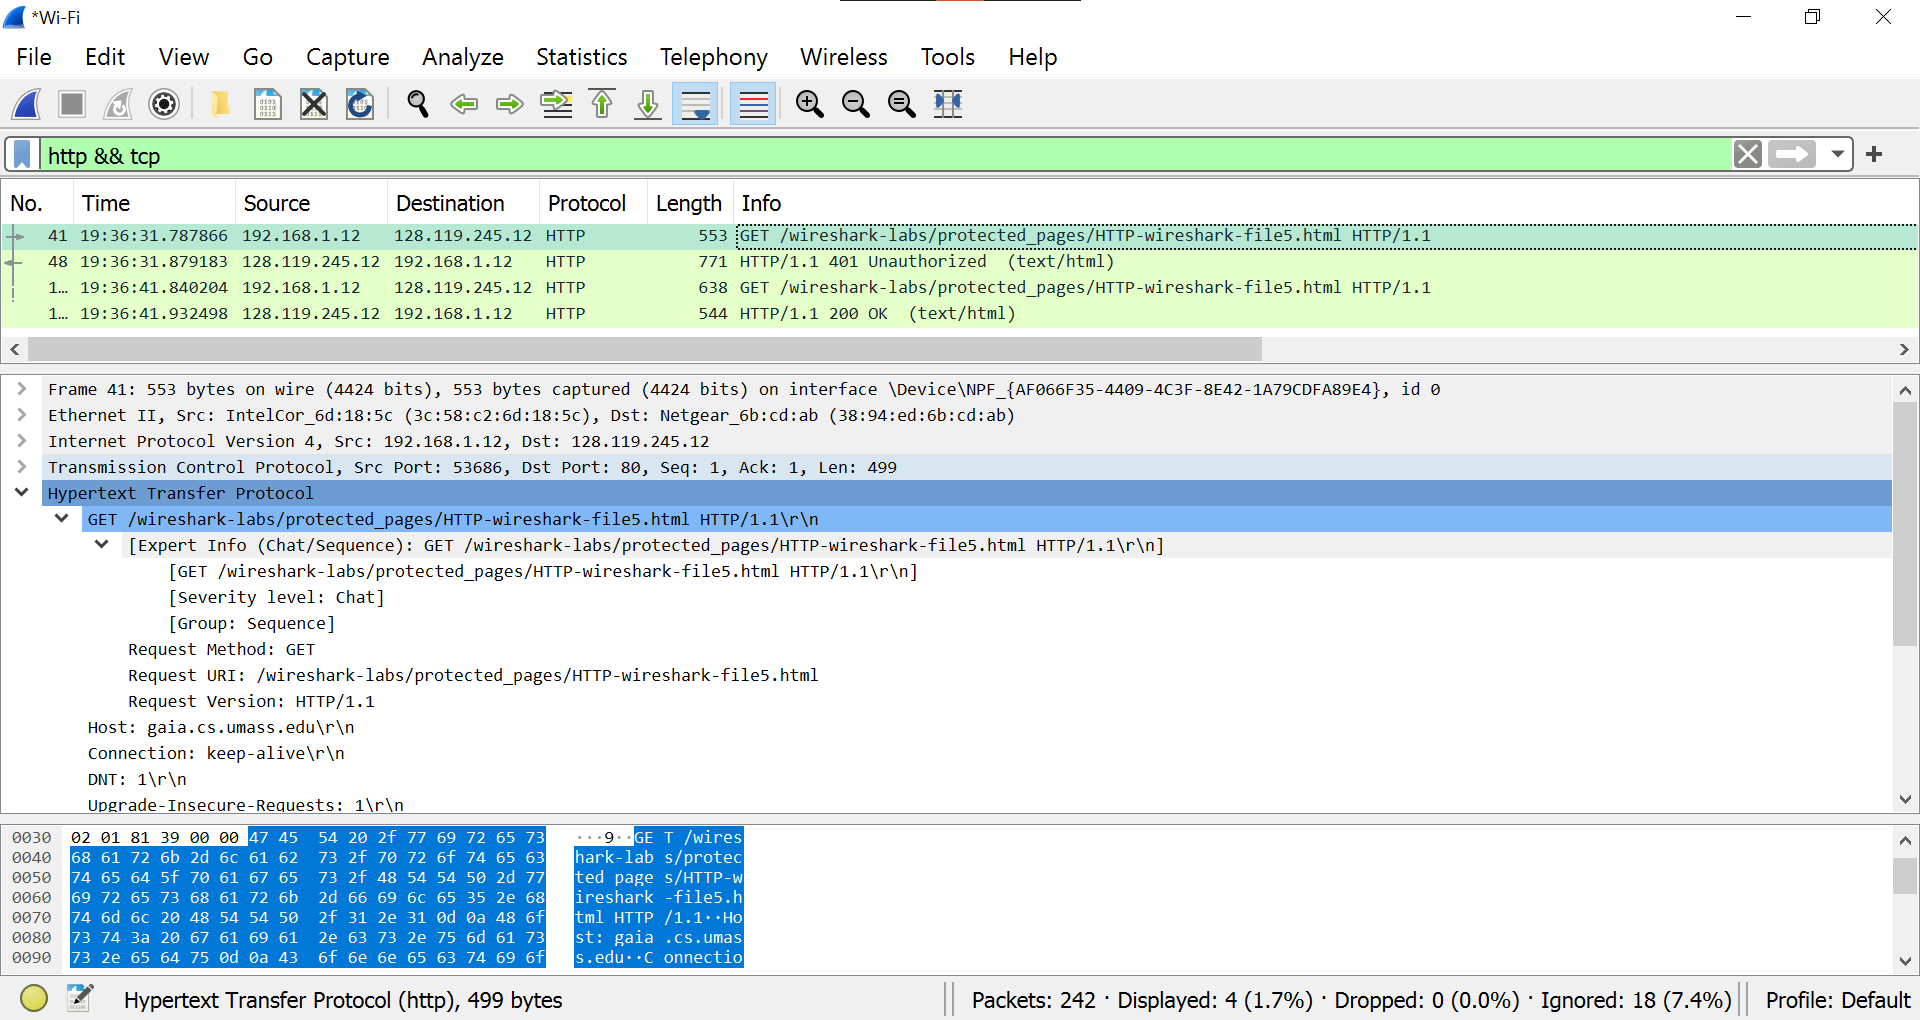 *Wi-Fi
File Edit View Go Capture Analyze Statistics Telephony Wireless Tools Help
http && tcp
No. Time Source Destination Protocol Length Info
41 19:36:31.787866 192.168.1.12 128.119.245.12 HTTP 553 GET /wireshark-labs/protected_pages/HTTP-wireshark-file5.html HTTP/1.1
48 19:36:31.879183 128.119.245.12 192.168.1.12 HTTP 771 HTTP/1.1 401 Unauthorized (text/html)
1… 19:36:41.840204 192.168.1.12 128.119.245.12 HTTP 638 GET /wireshark-labs/protected_pages/HTTP-wireshark-file5.html HTTP/1.1
1… 19:36:41.932498 128.119.245.12 192.168.1.12 HTTP 544 HTTP/1.1 200 OK (text/html)
Frame 41: 553 bytes on wire (4424 bits), 553 bytes captured (4424 bits) on interface \Device\NPF_{AF066F35-4409-4C3F-8E42-1A79CDFA89E4}, id 0
Ethernet II, Src: IntelCor_6d:18:5c (3c:58:c2:6d:18:5c), Dst: Netgear_6b:cd:ab (38:94:ed:6b:cd:ab)
Internet Protocol Version 4, Src: 192.168.1.12, Dst: 128.119.245.12
Transmission Control Protocol, Src Port: 53686, Dst Port: 80, Seq: 1, Ack: 1, Len: 499
Hypertext Transfer Protocol
GET /wireshark-labs/protected_pages/HTTP-wireshark-file5.html HTTP/1.1\r\n
[Expert Info (Chat/Sequence): GET /wireshark-labs/protected_pages/HTTP-wireshark-file5.html HTTP/1.1\r\n]
[GET /wireshark-labs/protected_pages/HTTP-wireshark-file5.html HTTP/1.1\r\n]
[Severity level: Chat]
[Group: Sequence]
Request Method: GET
Request URI: /wireshark-labs/protected_pages/HTTP-wireshark-file5.html
Request Version: HTTP/1.1
Host: gaia.cs.umass.edu\r\n
Connection: keep-alive\r\n
DNT: 1\r\n
Upgrade-Insecure-Requests: 1\r\n
0030 02 01 81 39 00 00 47 45 54 20 2f 77 69 72 65 73 ···9··GE T /wires
0040 68 61 72 6b 2d 6c 61 62 73 2f 70 72 6f 74 65 63 hark-lab s/protec
0050 74 65 64 5f 70 61 67 65 73 2f 48 54 54 50 2d 77 ted_page s/HTTP-w
0060 69 72 65 73 68 61 72 6b 2d 66 69 6c 65 35 2e 68 ireshark -file5.h
0070 74 6d 6c 20 48 54 54 50 2f 31 2e 31 0d 0a 48 6f tml HTTP /1.1··Ho
0080 73 74 3a 20 67 61 69 61 2e 63 73 2e 75 6d 61 73 st: gaia .cs.umas
0090 73 2e 65 64 75 0d 0a 43 6f 6e 6e 65 63 74 69 6f s.edu··C onnectio
Hypertext Transfer Protocol (http), 499 bytes
Packets: 242 · Displayed: 4 (1.7%) · Dropped: 0 (0.0%) · Ignored: 18 (7.4%)
Profile: Default